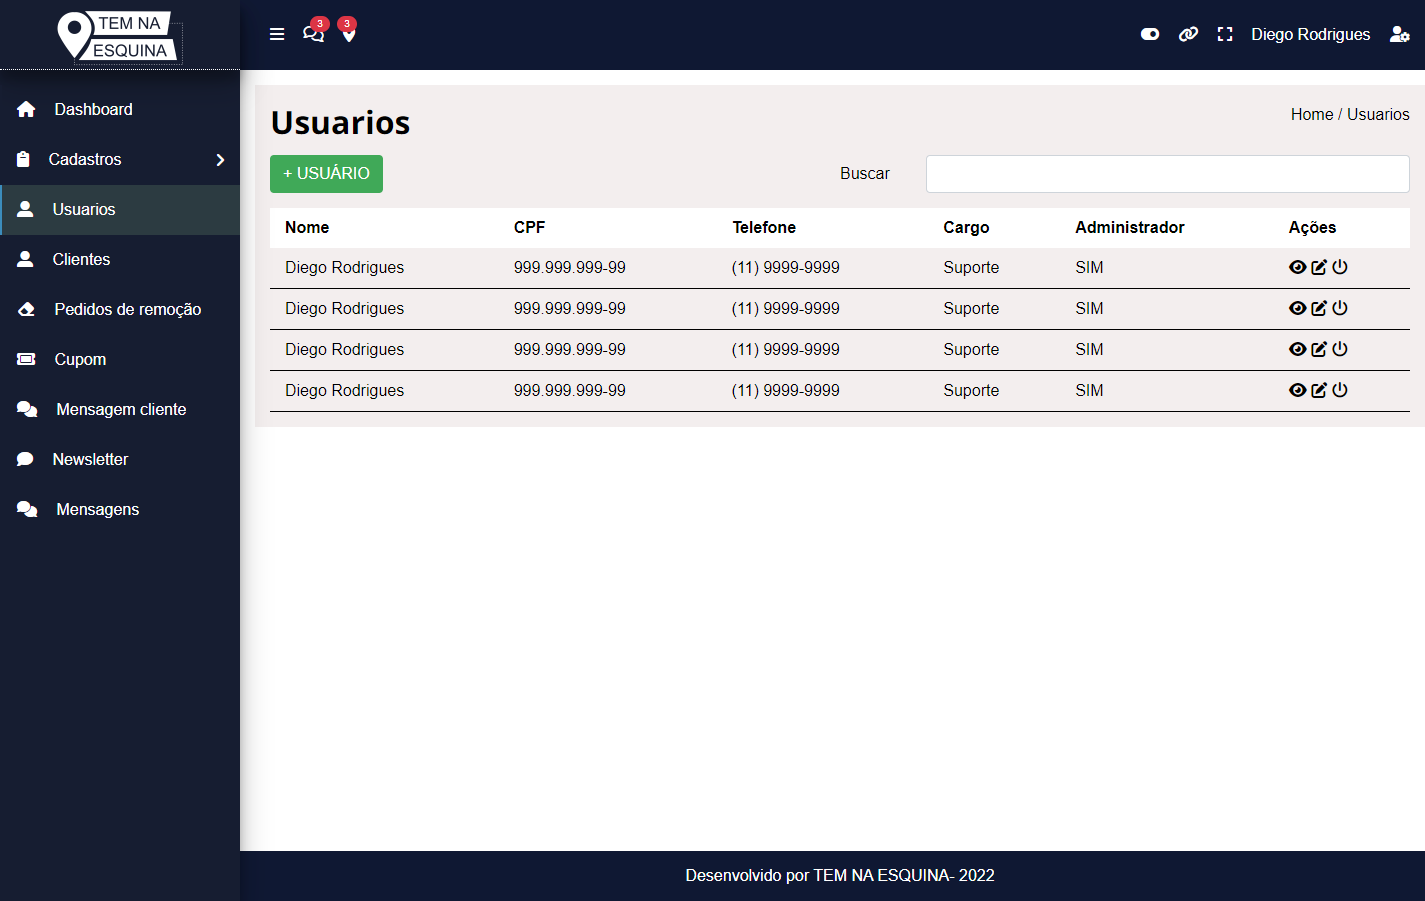 TEM NA
ESQUINA
3
3
Diego Rodrigues
Dashboard
Cadastros
Usuarios
Clientes
Pedidos de remoção
Cupom
Mensagem cliente
Newsletter
Mensagens
Usuarios
Home / Usuarios
+ USUÁRIO
Buscar
Nome CPF Telefone Cargo Administrador Ações
Diego Rodrigues 999.999.999-99 (11) 9999-9999 Suporte SIM
Diego Rodrigues 999.999.999-99 (11) 9999-9999 Suporte SIM
Diego Rodrigues 999.999.999-99 (11) 9999-9999 Suporte SIM
Diego Rodrigues 999.999.999-99 (11) 9999-9999 Suporte SIM
Desenvolvido por TEM NA ESQUINA- 2022